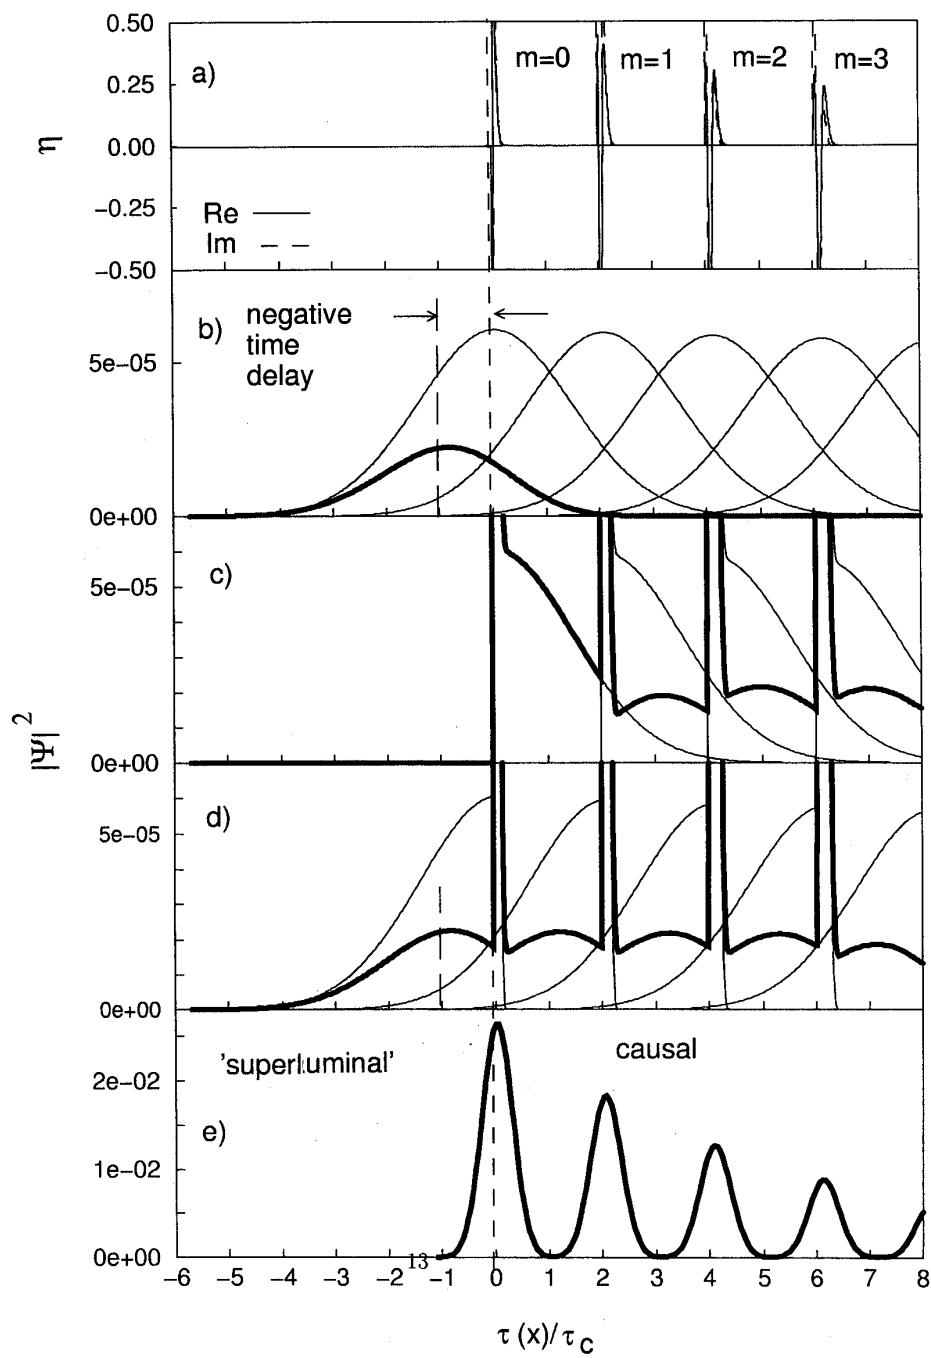 0.50
a)
m=0
m=1
m=2
m=3
0.25
η
0.00
−0.25
Re
Im
−0.50
b)
negative
time
delay
5e−05
0e+00
c)
5e−05
|Ψ|²
0e+00
d)
5e−05
0e+00
'superluminal'
causal
2e−02
e)
1e−02
0e+00
13
−6 −5 −4 −3 −2 −1 0 1 2 3 4 5 6 7 8
τ (x)/τc